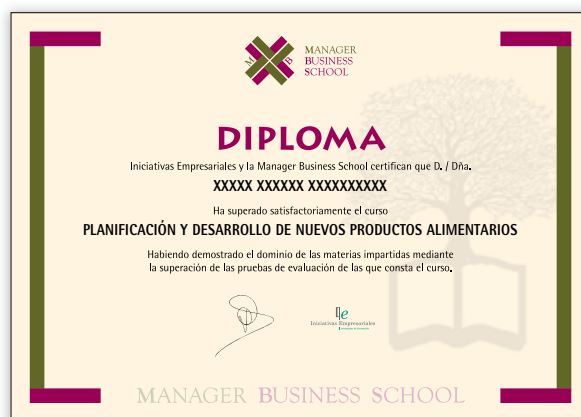 M B
MANAGER
BUSINESS
SCHOOL
DIPLOMA
Iniciativas Empresariales y la Manager Business School certifican que D. / Dña.
XXXXX XXXXXX XXXXXXXXXX
Ha superado satisfactoriamente el curso
PLANIFICACIÓN Y DESARROLLO DE NUEVOS PRODUCTOS ALIMENTARIOS
Habiendo demostrado el dominio de las materias impartidas mediante
la superación de las pruebas de evaluación de las que consta el curso.
Iniciativas Empresariales
MANAGER BUSINESS SCHOOL